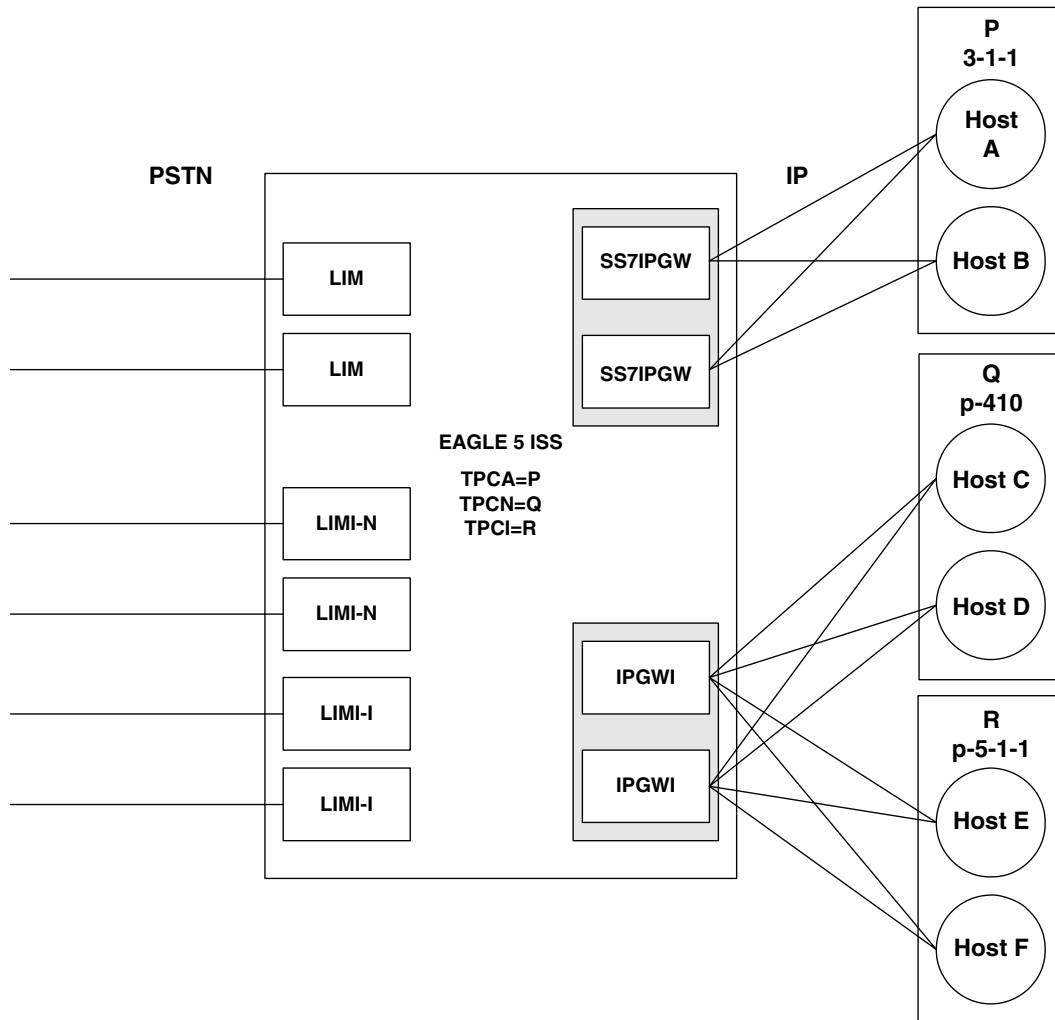 P
3-1-1
Host
A
Host B
PSTN
IP
LIM
LIM
LIMI-N
LIMI-N
LIMI-I
LIMI-I
EAGLE 5 ISS
TPCA=P
TPCN=Q
TPCI=R
SS7IPGW
SS7IPGW
IPGWI
IPGWI
Q
p-410
Host C
Host D
R
p-5-1-1
Host E
Host F